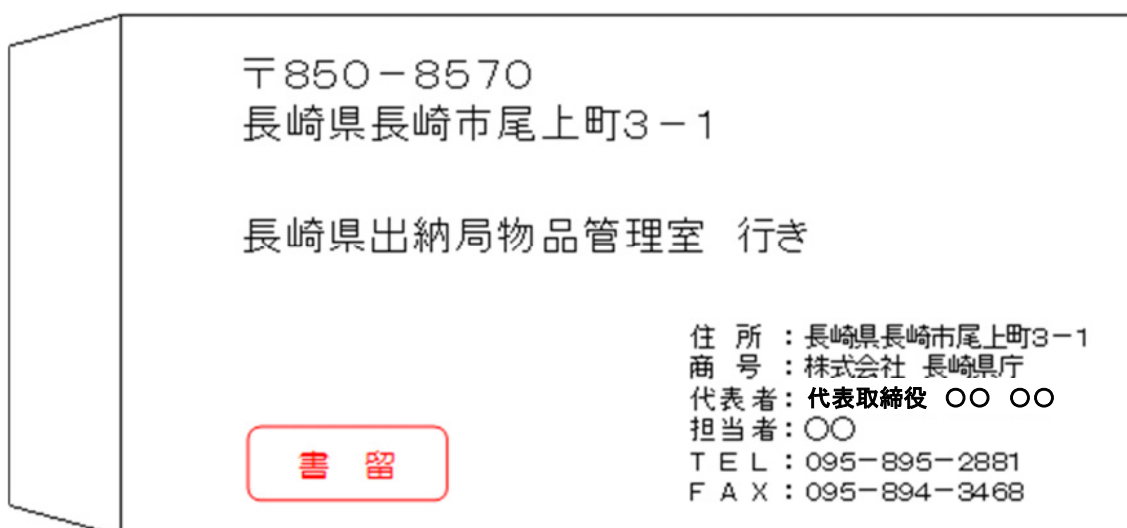 〒850-8570
長崎県長崎市尾上町3-1
長崎県出納局物品管理室 行き
住 所 :長崎県長崎市尾上町3-1
商 号 :株式会社 長崎県庁
代表者:代表取締役 〇〇 〇〇
担当者:〇〇
T E L :095-895-2881
F A X :095-894-3468
書 留